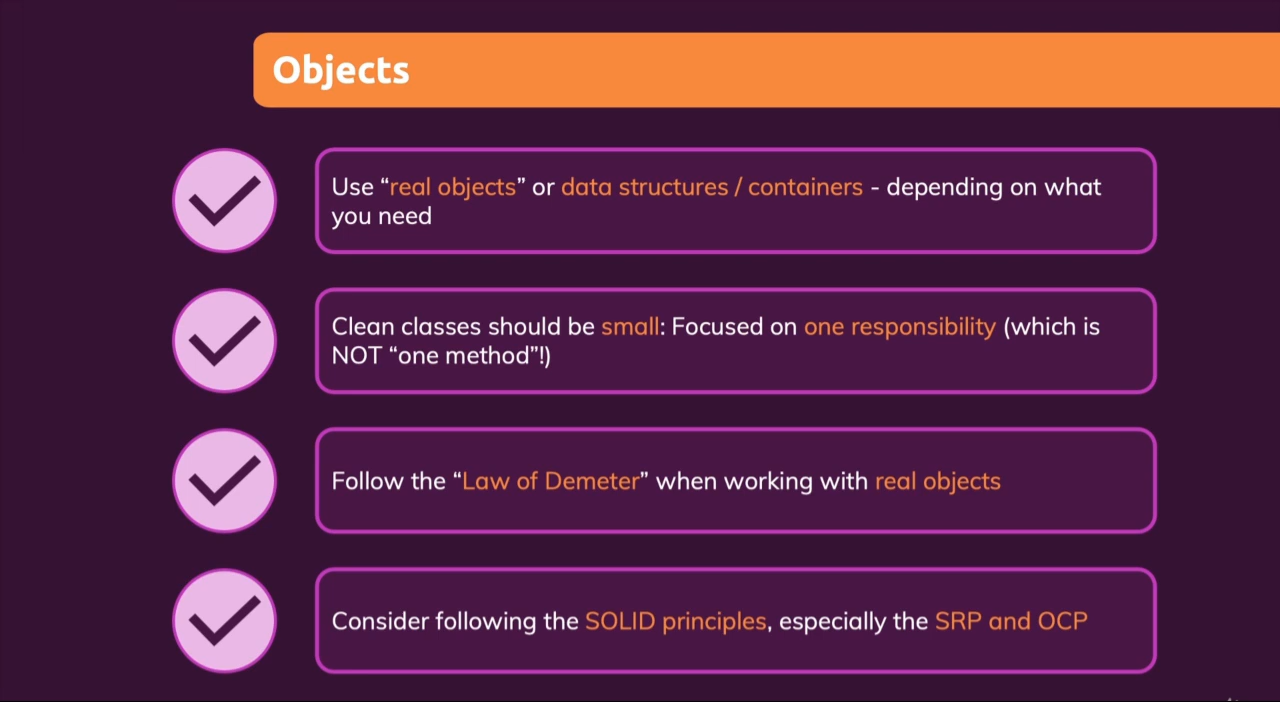 Objects
Use “real objects” or data structures / containers - depending on what
you need
Clean classes should be small: Focused on one responsibility (which is
NOT “one method”!)
Follow the “Law of Demeter” when working with real objects
Consider following the SOLID principles, especially the SRP and OCP